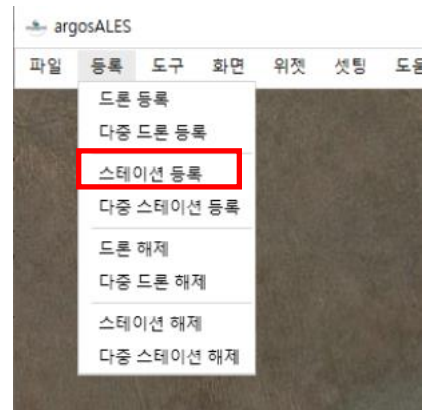 argosALES
파일 등록 도구 화면 위젯 셋팅
드론 등록
다중 드론 등록
스테이션 등록
다중 스테이션 등록
드론 해제
다중 드론 해제
스테이션 해제
다중 스테이션 해제